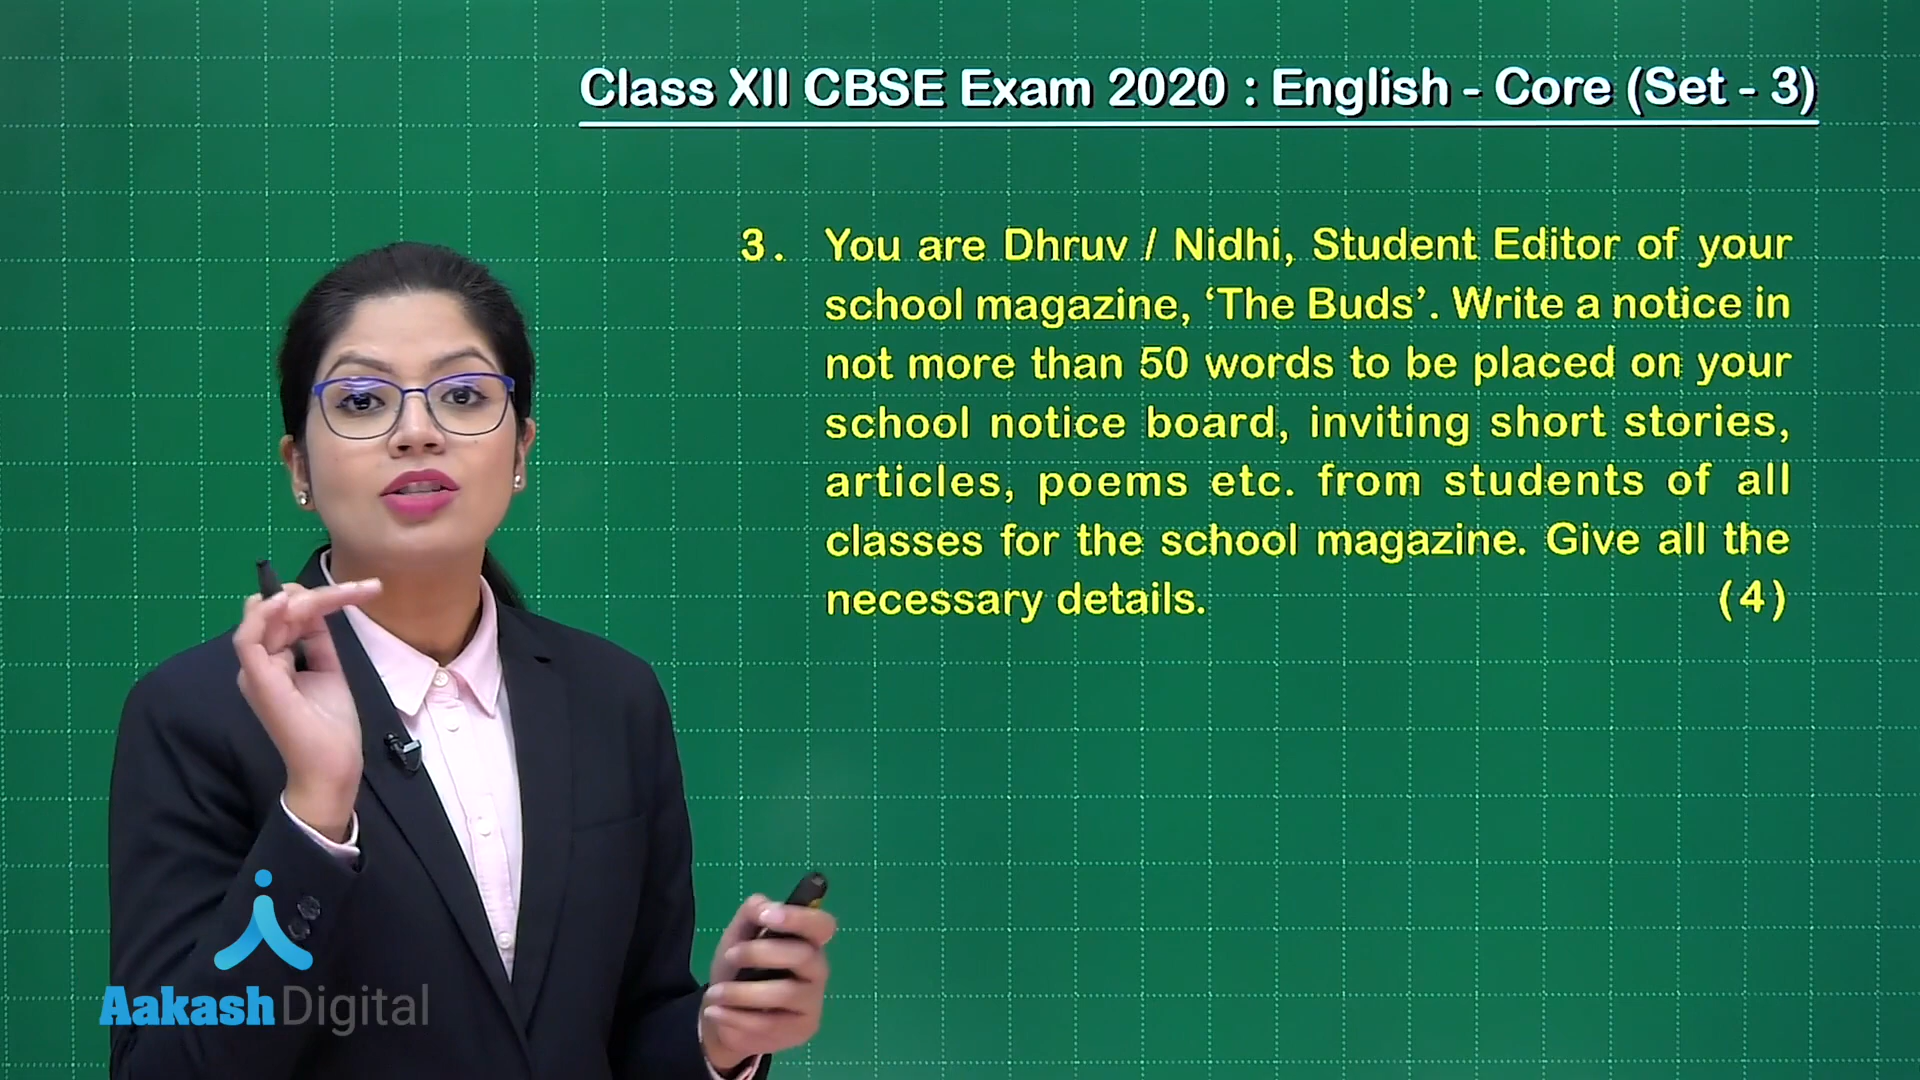 Class XII CBSE Exam 2020 : English - Core (Set - 3)
3. You are Dhruv / Nidhi, Student Editor of your
school magazine, ‘The Buds’. Write a notice in
not more than 50 words to be placed on your
school notice board, inviting short stories,
articles, poems etc. from students of all
classes for the school magazine. Give all the
necessary details. (4)
Aakash Digital